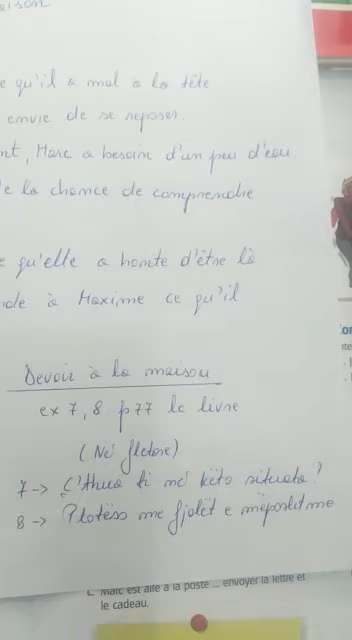 aison
e qu'il a mal à la tête
envie de se reposer.
nt, Marc a besoin d'un peu d'eau.
e la chance de comprendre
e qu'elle a honte d'être là
à Maxime ce qu'il
Devoir à la maison
ex 7, 8 p77 le livre
(Në fletore)
7 -> Ç'thua ti në këto situata?
8 -> Plotëso me fjalët e mëposhtme
c. Marc est allé à la poste ... envoyer la lettre et
le cadeau.